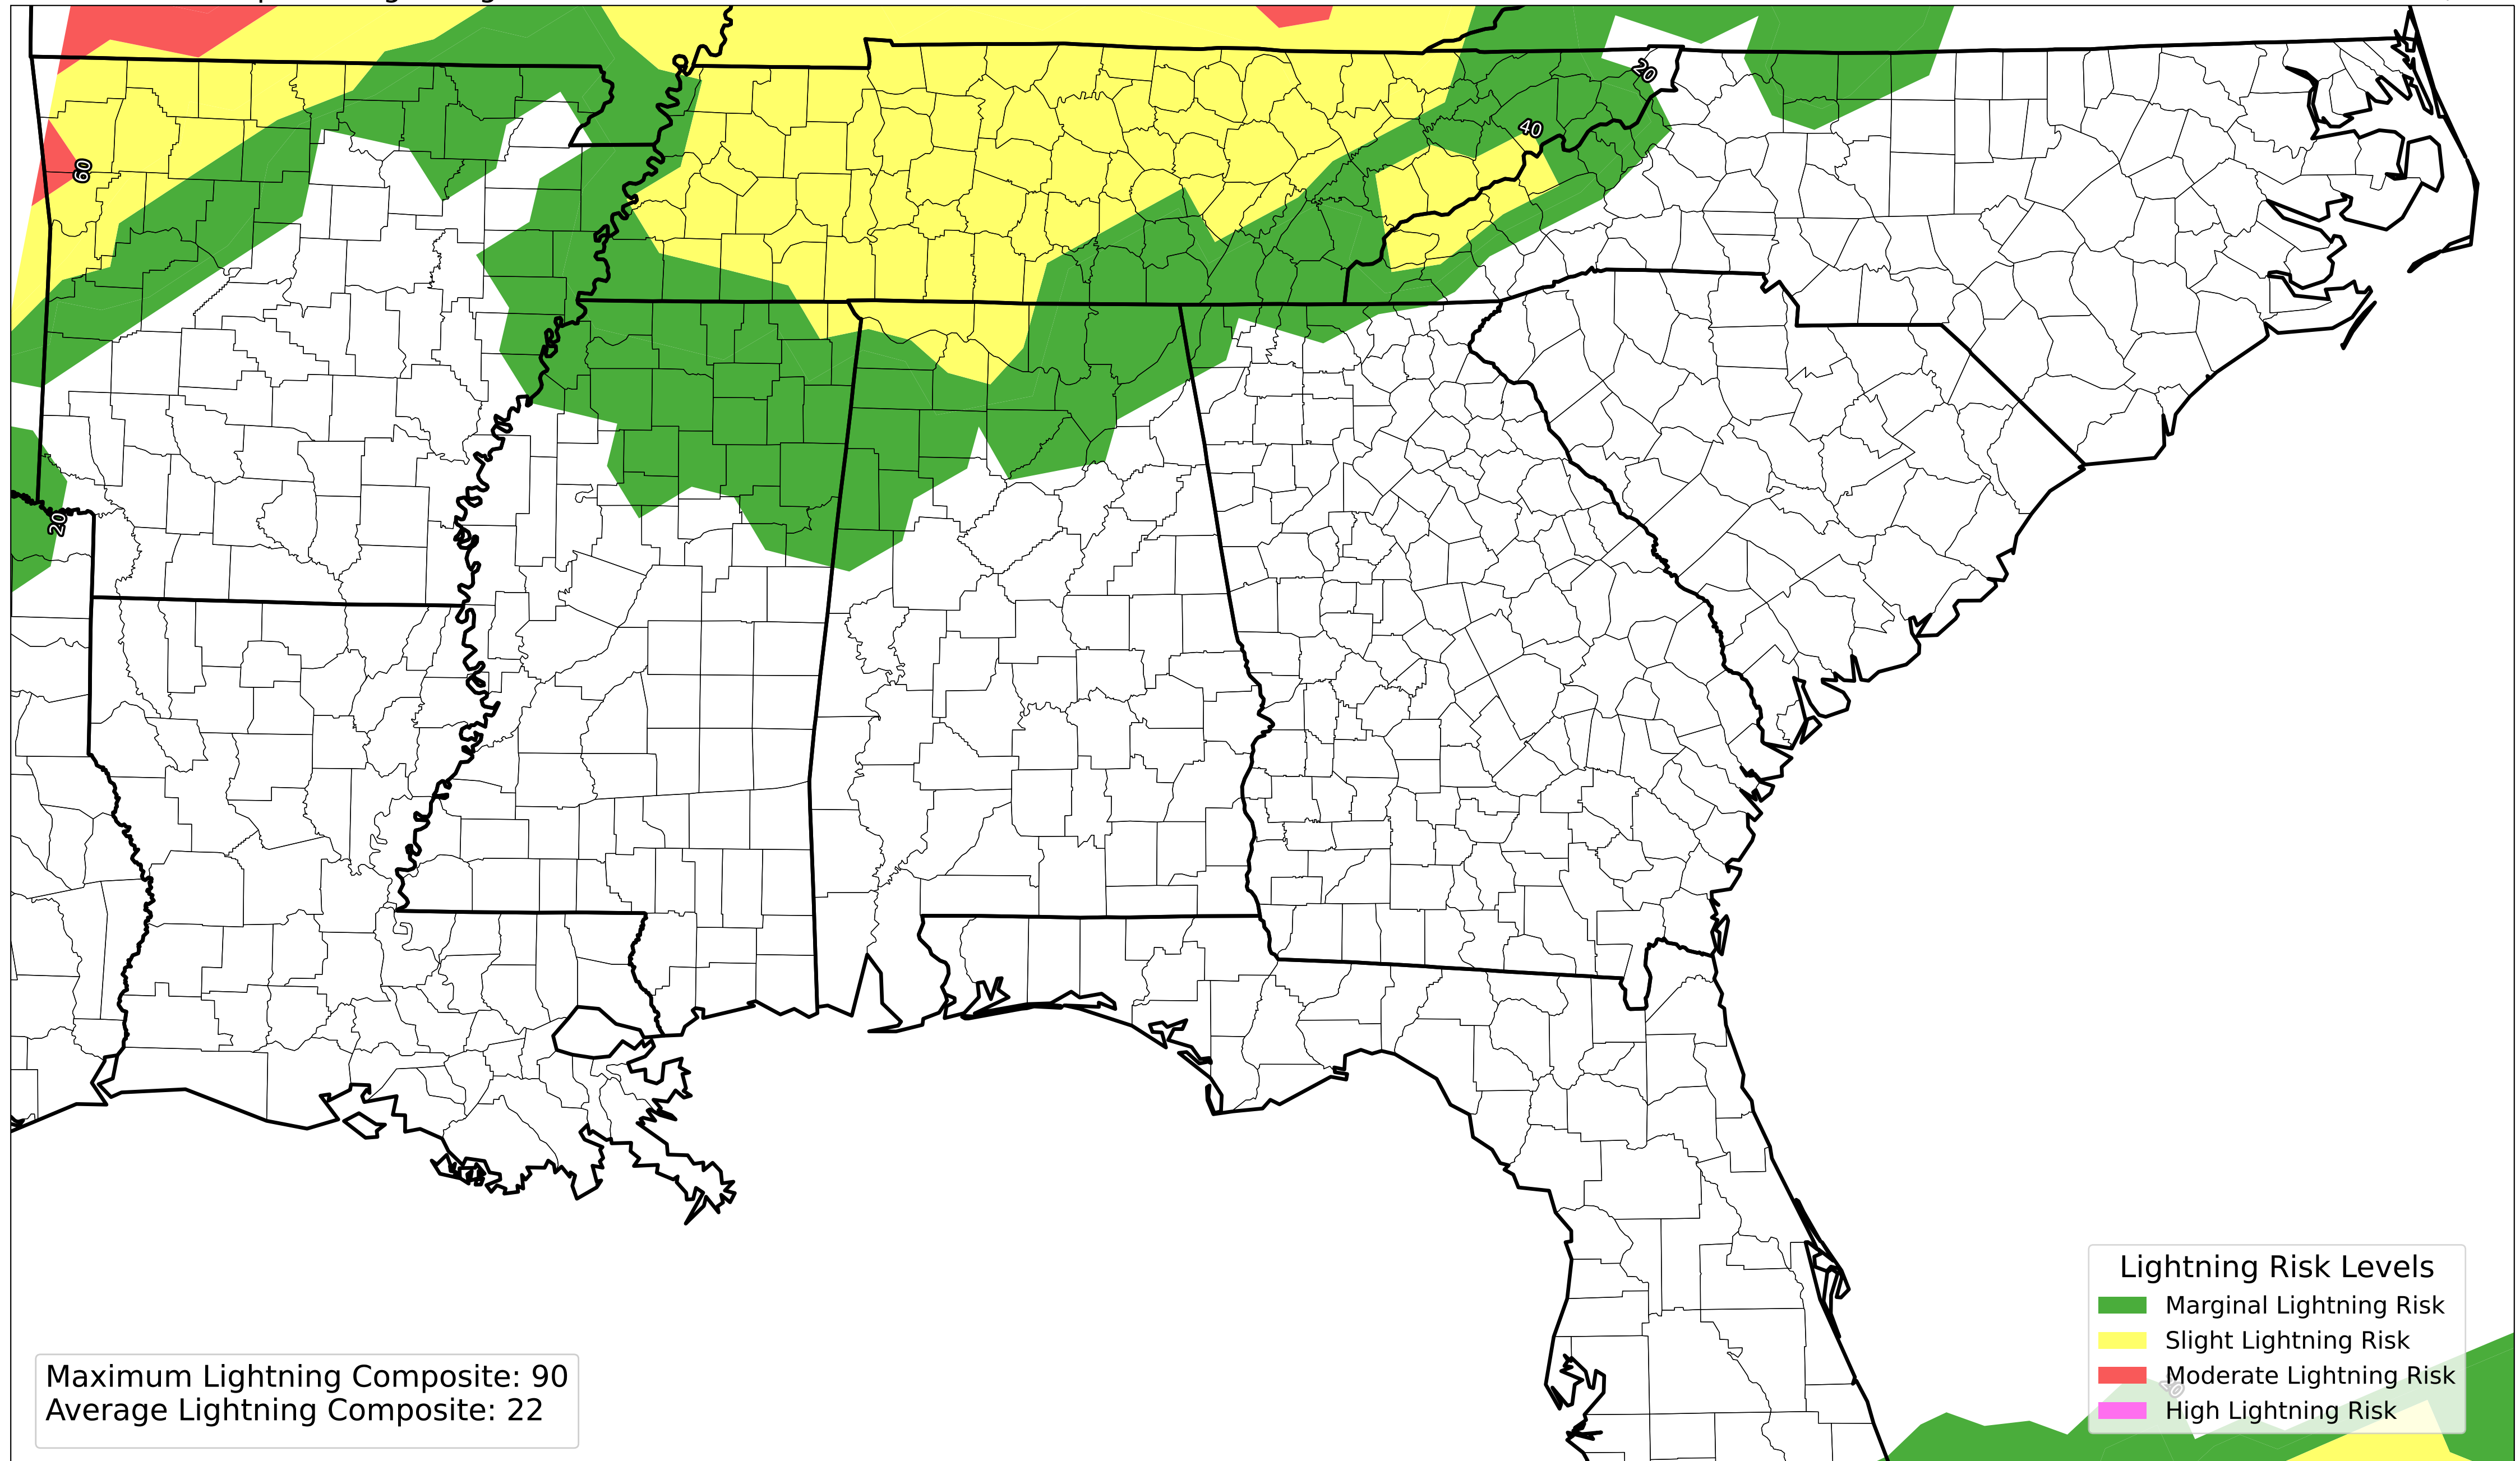 20
40
60
20
Lightning Risk Levels
Marginal Lightning Risk
Slight Lightning Risk
Moderate Lightning Risk
20
High Lightning Risk
Maximum Lightning Composite: 90
Average Lightning Composite: 22